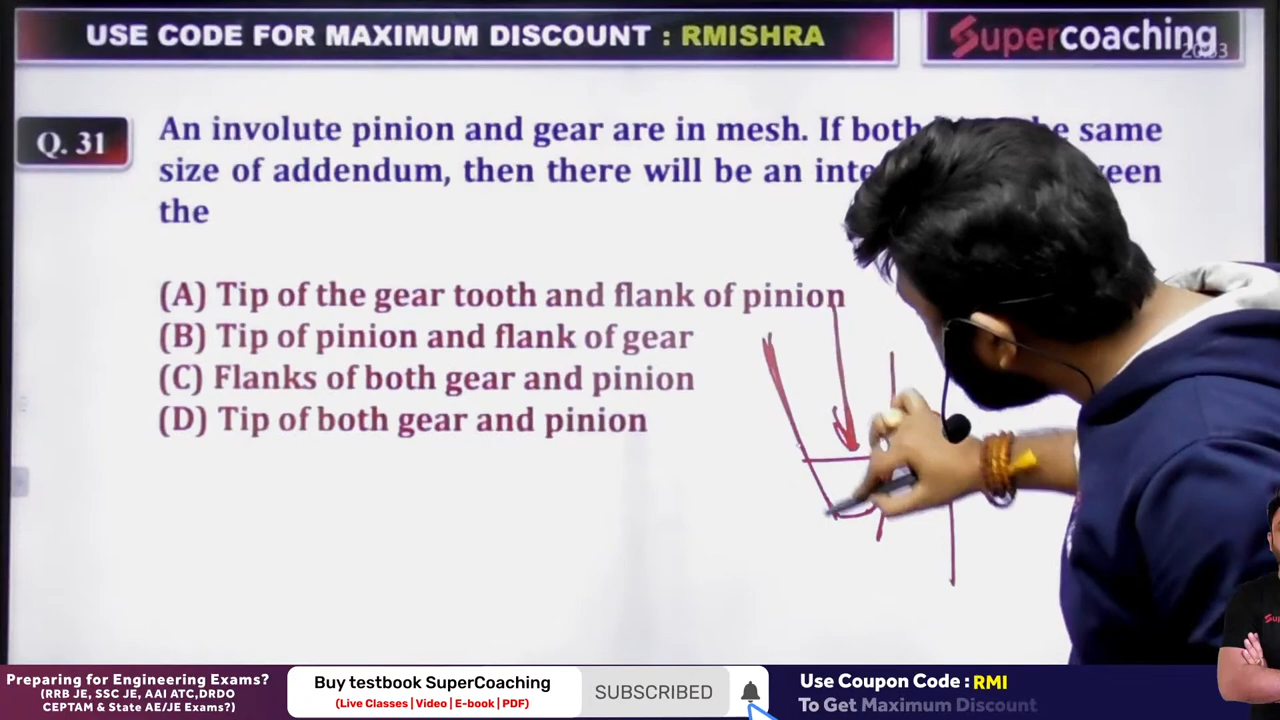 USE CODE FOR MAXIMUM DISCOUNT : RMISHRA
Supercoaching
Q. 31
An involute pinion and gear are in mesh. If both same
size of addendum, then there will be an
the
(A) Tip of the gear tooth and flank of pinion
(B) Tip of pinion and flank of gear
(C) Flanks of both gear and pinion
(D) Tip of both gear and pinion
Preparing for Engineering Exams?
(RRB JE, SSC JE, AAI ATC,DRDO
CEPTAM & State AE/JE Exams?)
Buy testbook SuperCoaching
(Live Classes | Video | E-book | PDF)
SUBSCRIBED
Use Coupon Code : RMI
To Get Maximum Discount